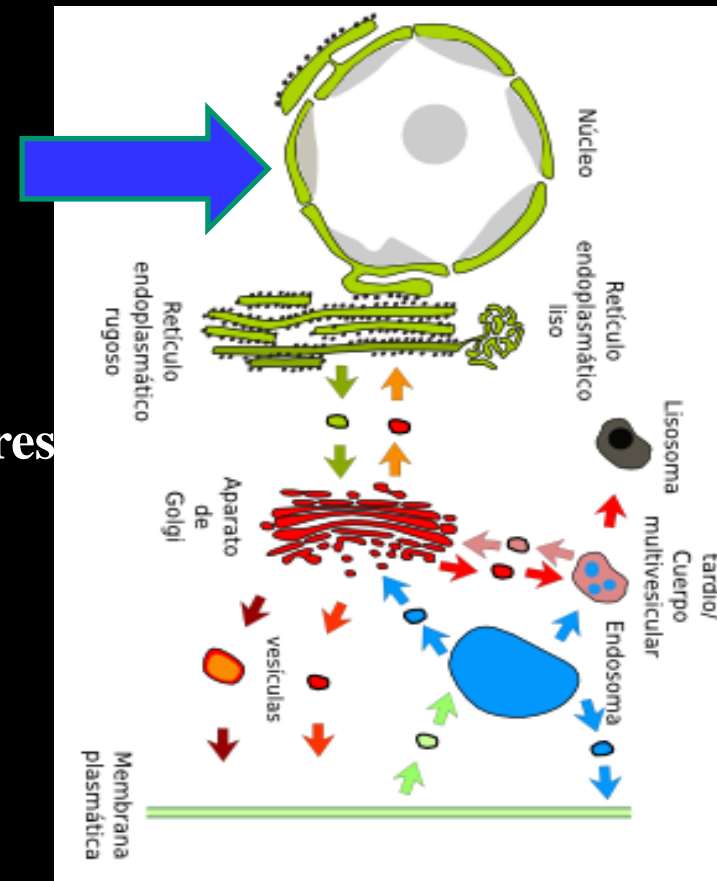 res
Núcleo
Retículo
endoplasmático
liso
Retículo
endoplasmático
rugoso
Lisosoma
tardío/
Cuerpo
multivesicular
Aparato
de
Golgi
Endosoma
vesículas
Membrana
plasmática